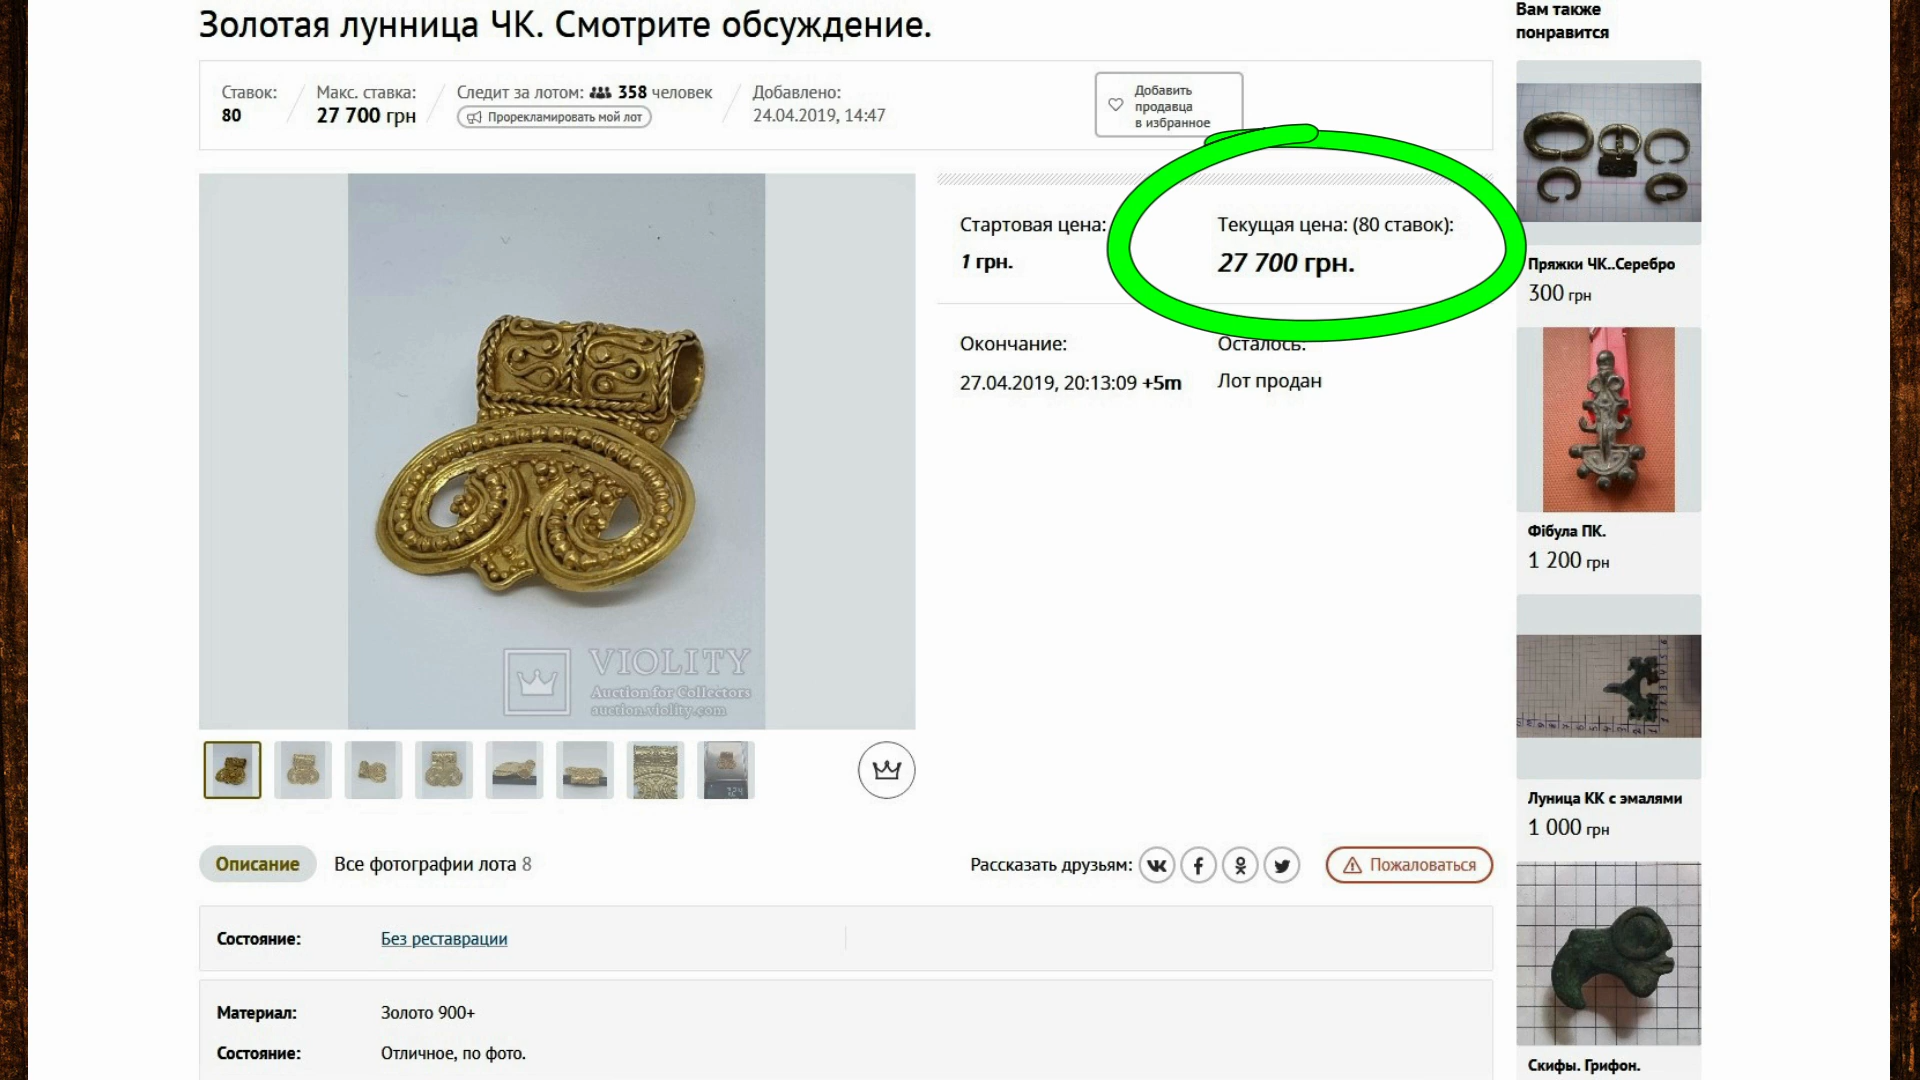 Золотая лунница ЧК. Смотрите обсуждение.
Ставок:
80
Макс. ставка:
27 700 грн
Следит за лотом: 358 человек
Прорекламировать мой лот
Добавлено:
24.04.2019, 14:47
Добавить
продавца
в избранное
Стартовая цена:
1 грн.
Текущая цена: (80 ставок):
27 700 грн.
Окончание:
27.04.2019, 20:13:09 +5m
Осталось:
Лот продан
VIOLITY
Auction for Collectors
auction.violity.com
Описание
Все фотографии лота 8
Рассказать друзьям:
Пожаловаться
Состояние:
Без реставрации
Материал:
Золото 900+
Состояние:
Отличное, по фото.
Вам также
понравится
Пряжки ЧК..Серебро
300 грн
Фібула ПК.
1 200 грн
Луница КК с эмалями
1 000 грн
Скифы. Грифон.